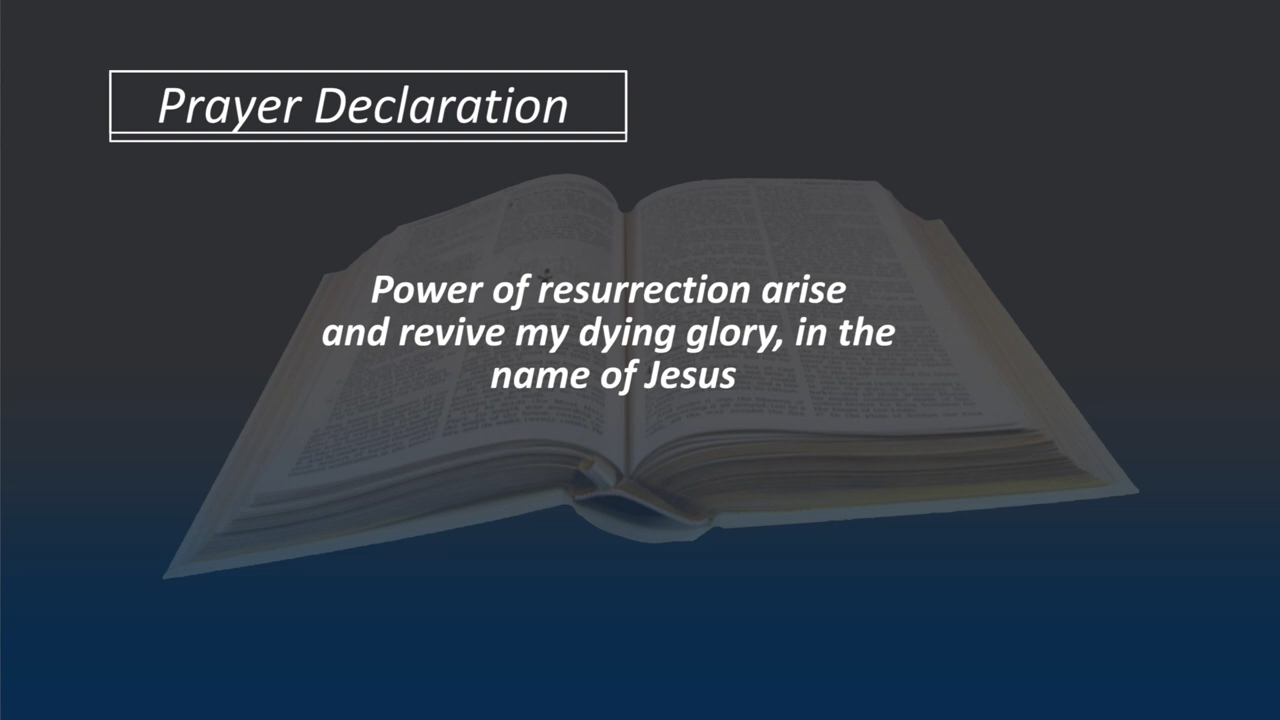 Prayer Declaration
Power of resurrection arise
and revive my dying glory, in the
name of Jesus